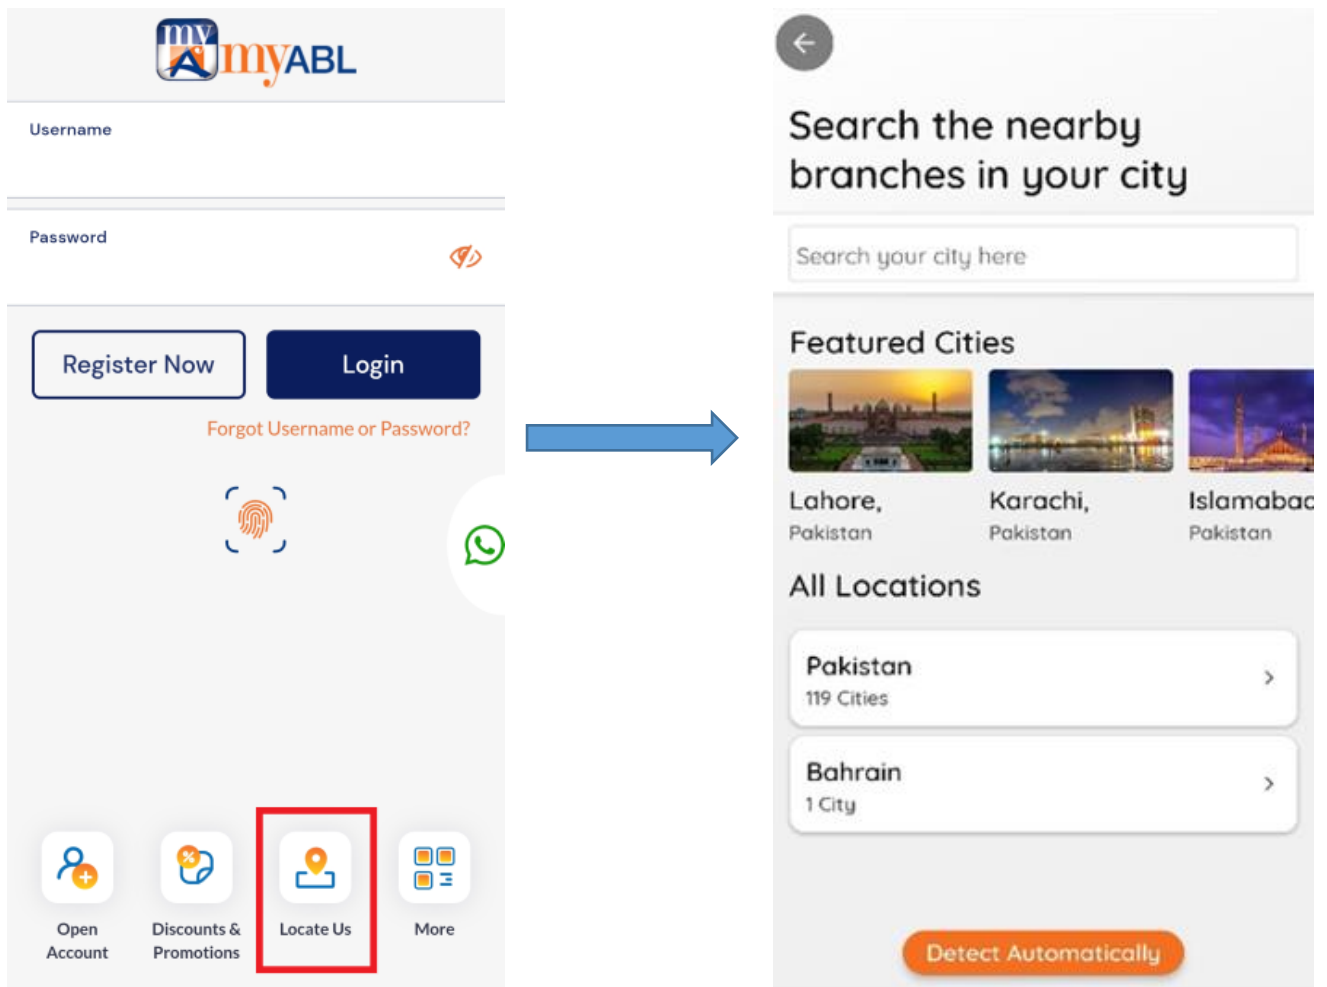 my
myABL
Username
Password
Register Now
Login
Forgot Username or Password?
Open
Account
Discounts &
Promotions
Locate Us
More
Search the nearby
branches in your city
Search your city here
Featured Cities
Lahore,
Pakistan
Karachi,
Pakistan
Islamabad
Pakistan
All Locations
Pakistan
119 Cities
Bahrain
1 City
Detect Automatically